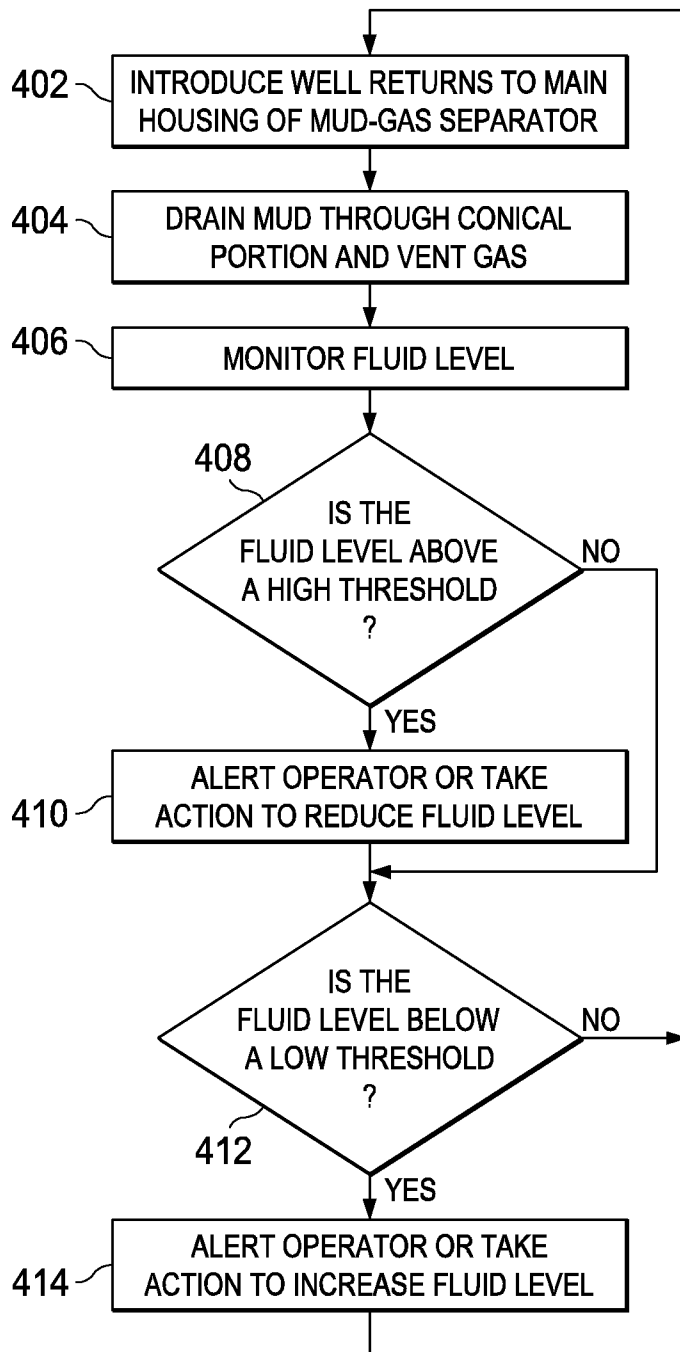 402
INTRODUCE WELL RETURNS TO MAIN
HOUSING OF MUD-GAS SEPARATOR
404
DRAIN MUD THROUGH CONICAL
PORTION AND VENT GAS
406
MONITOR FLUID LEVEL
408
IS THE
FLUID LEVEL ABOVE
A HIGH THRESHOLD
?
NO
YES
410
ALERT OPERATOR OR TAKE
ACTION TO REDUCE FLUID LEVEL
IS THE
FLUID LEVEL BELOW
A LOW THRESHOLD
?
NO
412
YES
414
ALERT OPERATOR OR TAKE
ACTION TO INCREASE FLUID LEVEL